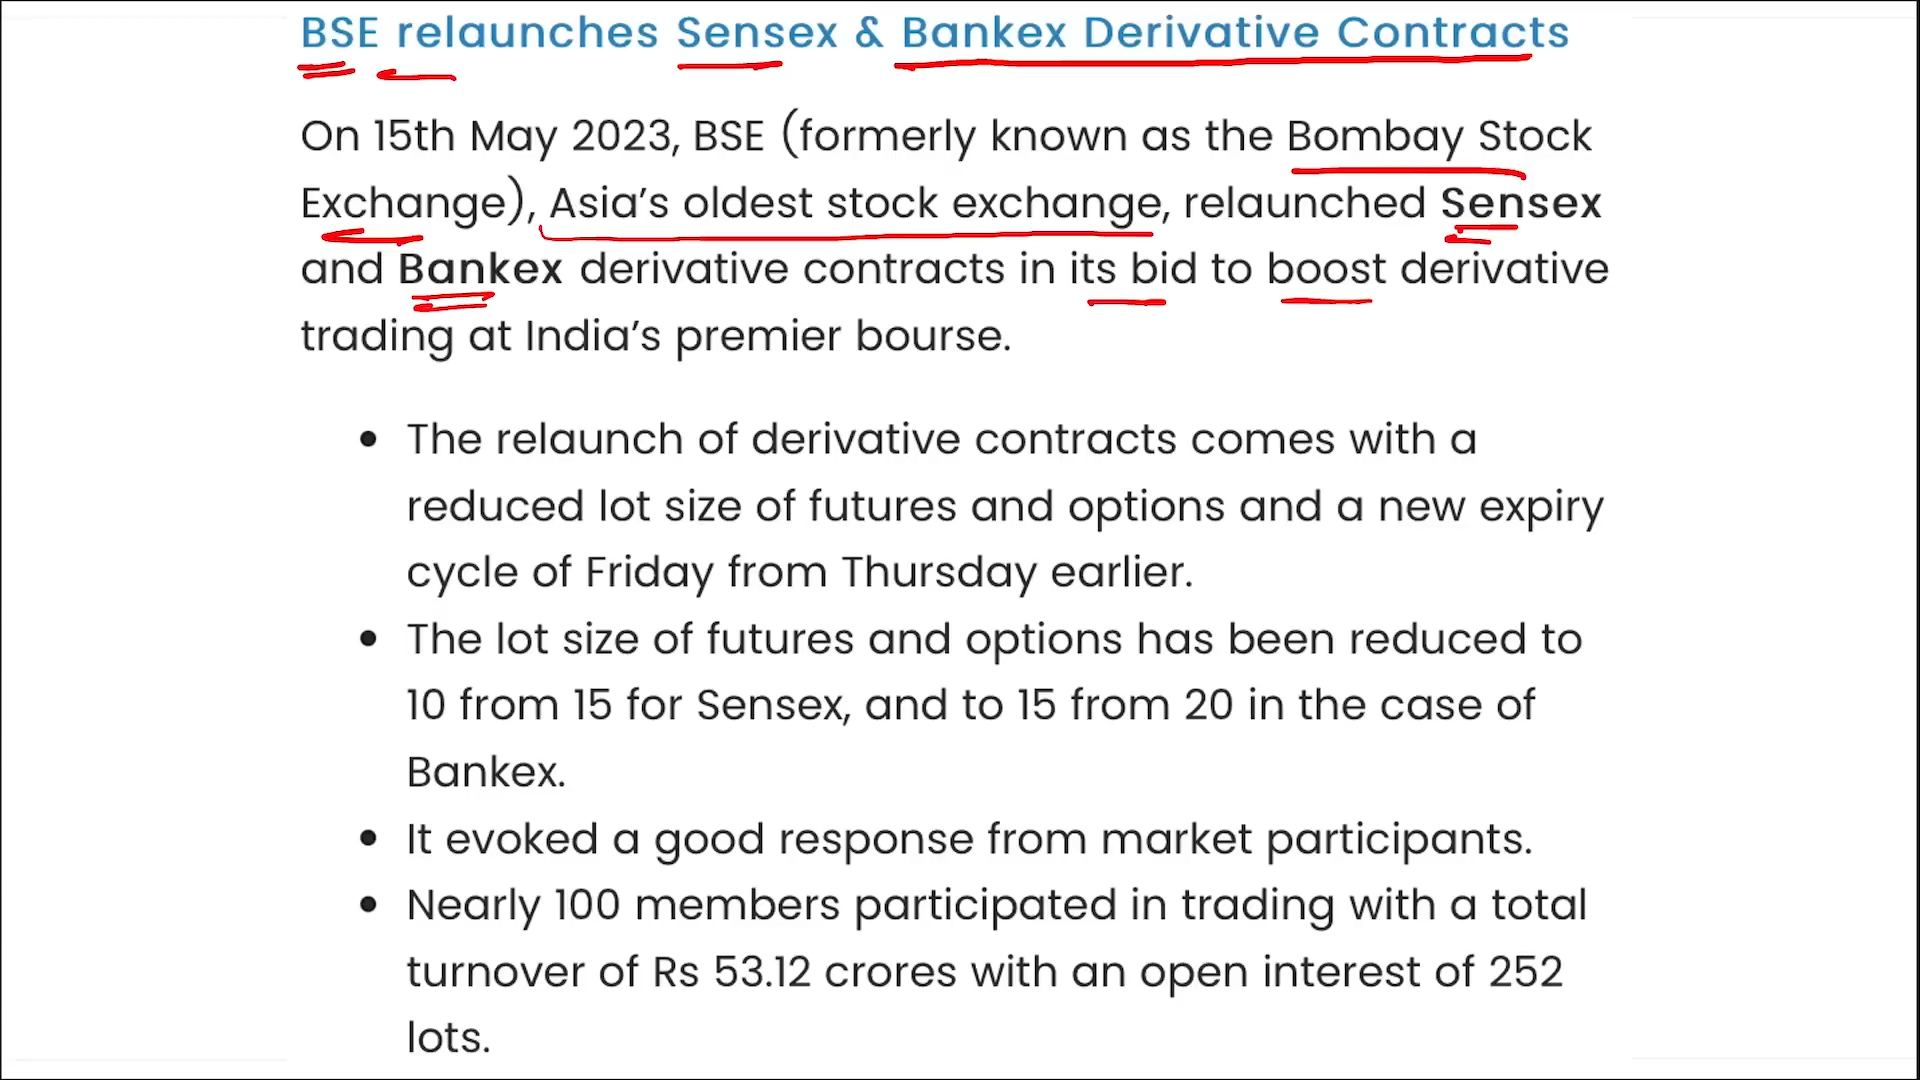 BSE relaunches Sensex & Bankex Derivative Contracts
On 15th May 2023, BSE (formerly known as the Bombay Stock
Exchange), Asia’s oldest stock exchange, relaunched Sensex
and Bankex derivative contracts in its bid to boost derivative
trading at India’s premier bourse.
• The relaunch of derivative contracts comes with a
reduced lot size of futures and options and a new expiry
cycle of Friday from Thursday earlier.
• The lot size of futures and options has been reduced to
10 from 15 for Sensex, and to 15 from 20 in the case of
Bankex.
• It evoked a good response from market participants.
• Nearly 100 members participated in trading with a total
turnover of Rs 53.12 crores with an open interest of 252
lots.